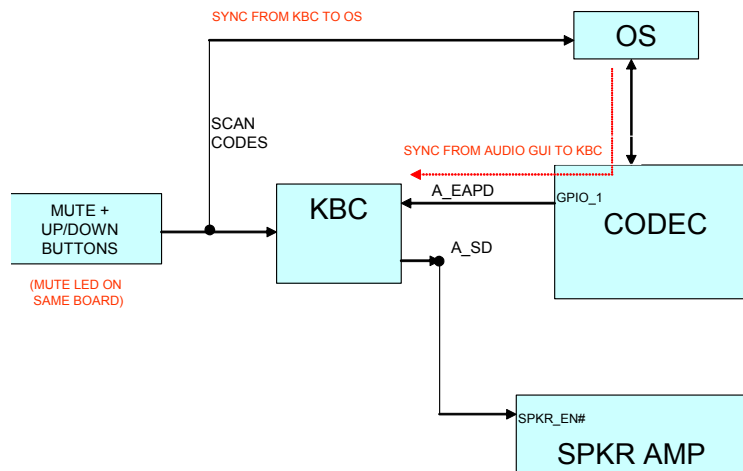 SYNC FROM KBC TO OS
OS
SCAN
CODES
SYNC FROM AUDIO GUI TO KBC
MUTE +
UP/DOWN
BUTTONS
KBC
A_EAPD
GPIO_1
CODEC
A_SD
(MUTE LED ON
SAME BOARD)
SPKR_EN#
SPKR AMP